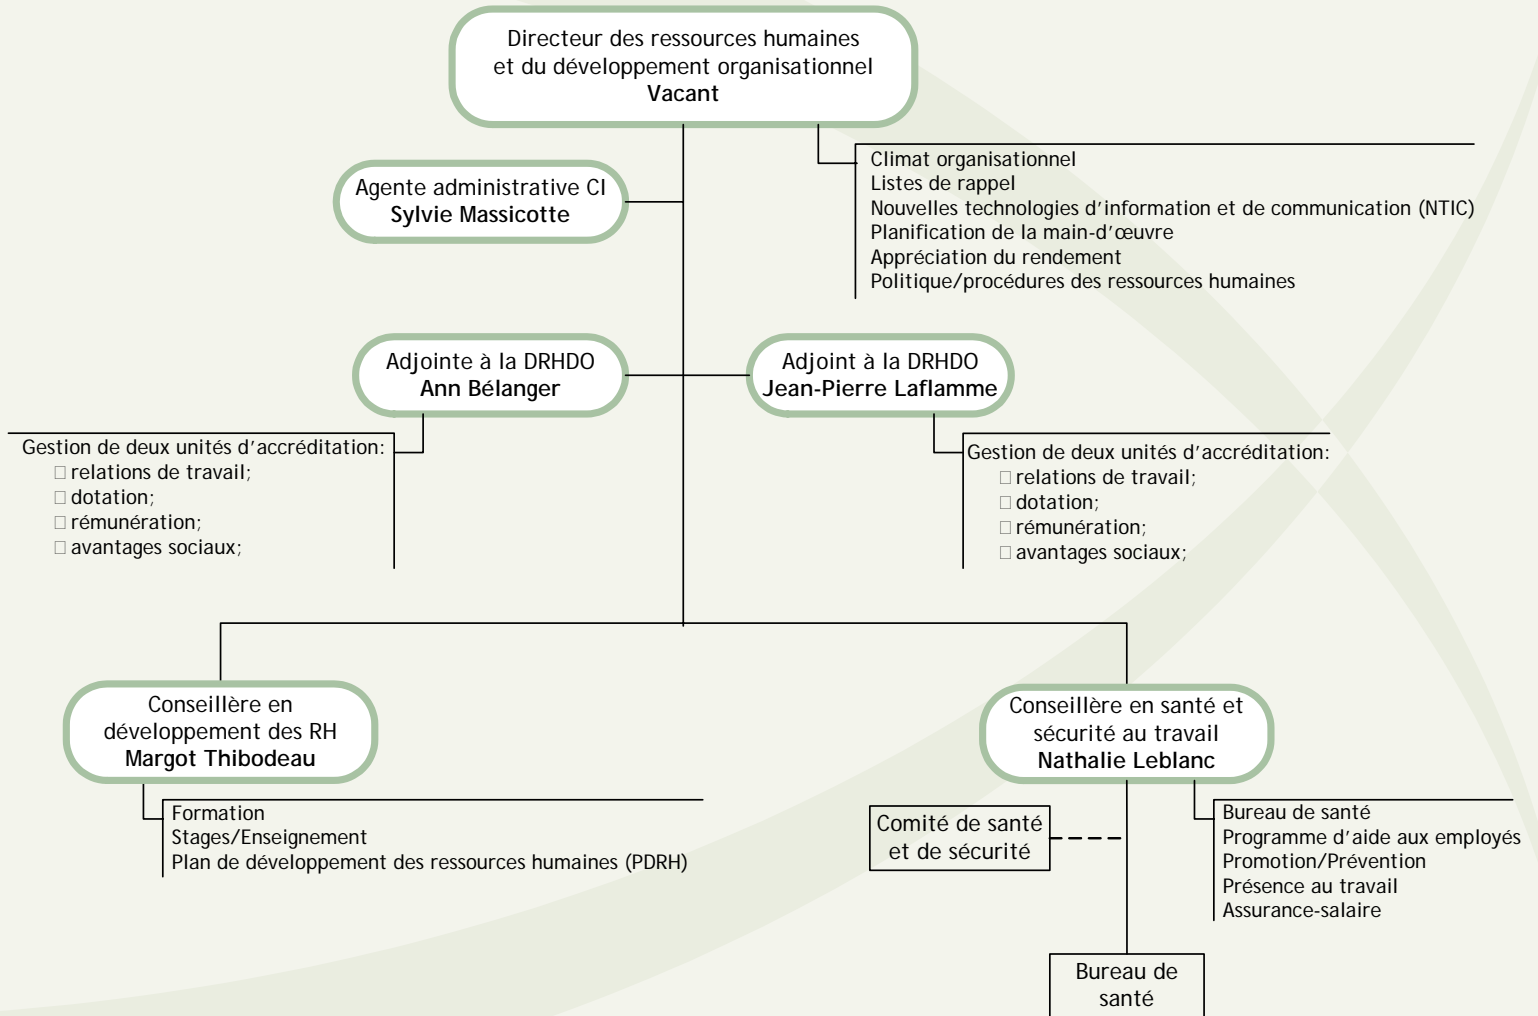 Directeur des ressources humaines
et du développement organisationnel
Vacant
Climat organisationnel
Listes de rappel
Nouvelles technologies d'information et de communication (NTIC)
Planification de la main-d'œuvre
Appréciation du rendement
Politique/procédures des ressources humaines
Agente administrative CI
Sylvie Massicotte
Adjointe à la DRHDO
Ann Bélanger
Adjoint à la DRHDO
Jean-Pierre Laflamme
Gestion de deux unités d'accréditation:
□ relations de travail;
□ dotation;
□ rémunération;
□ avantages sociaux;
Gestion de deux unités d'accréditation:
□ relations de travail;
□ dotation;
□ rémunération;
□ avantages sociaux;
Conseillère en
développement des RH
Margot Thibodeau
Formation
Stages/Enseignement
Plan de développement des ressources humaines (PDRH)
Conseillère en santé et
sécurité au travail
Nathalie Leblanc
Comité de santé
et de sécurité
Bureau de santé
Programme d'aide aux employés
Promotion/Prévention
Présence au travail
Assurance-salaire
Bureau de
santé